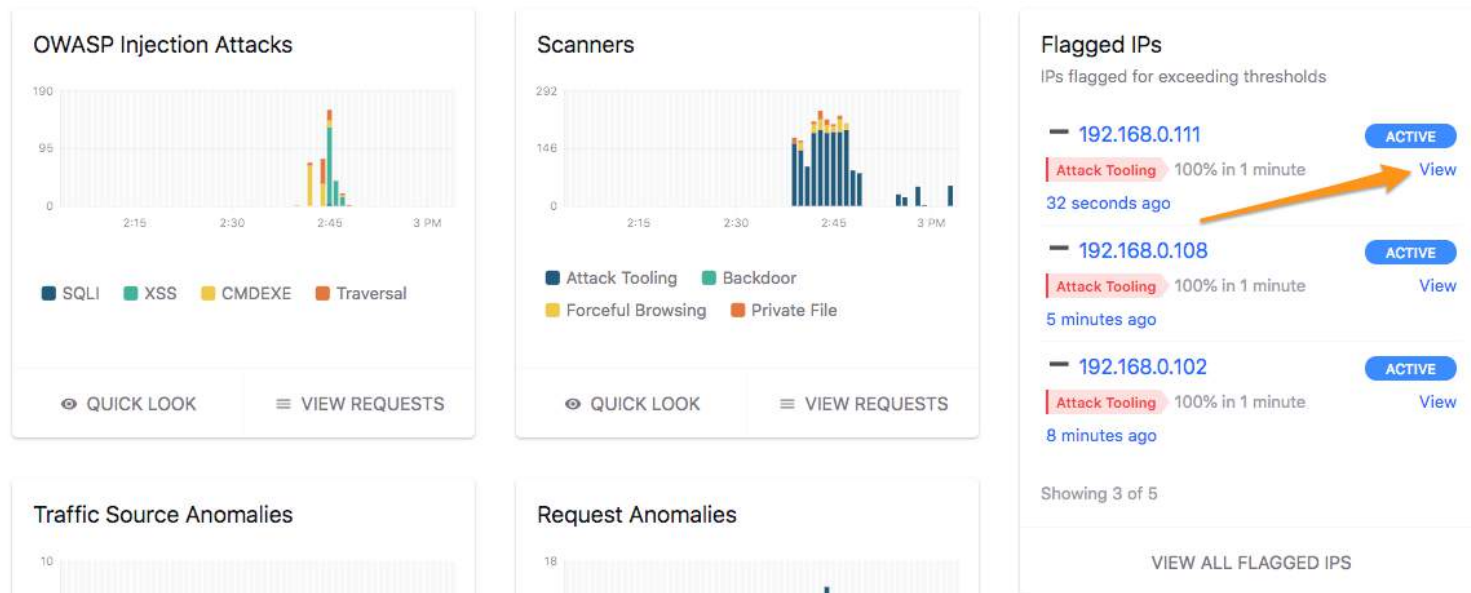 OWASP Injection Attacks
190
95
0
2:15 2:30 2:45 3 PM
SQLI XSS CMDEXE Traversal
QUICK LOOK VIEW REQUESTS
Scanners
292
146
0
2:15 2:30 2:45 3 PM
Attack Tooling Backdoor
Forceful Browsing Private File
QUICK LOOK VIEW REQUESTS
Flagged IPs
IPs flagged for exceeding thresholds
192.168.0.111 ACTIVE
Attack Tooling 100% in 1 minute View
32 seconds ago
192.168.0.108 ACTIVE
Attack Tooling 100% in 1 minute View
5 minutes ago
192.168.0.102 ACTIVE
Attack Tooling 100% in 1 minute View
8 minutes ago
Showing 3 of 5
VIEW ALL FLAGGED IPS
Traffic Source Anomalies
10
Request Anomalies
18